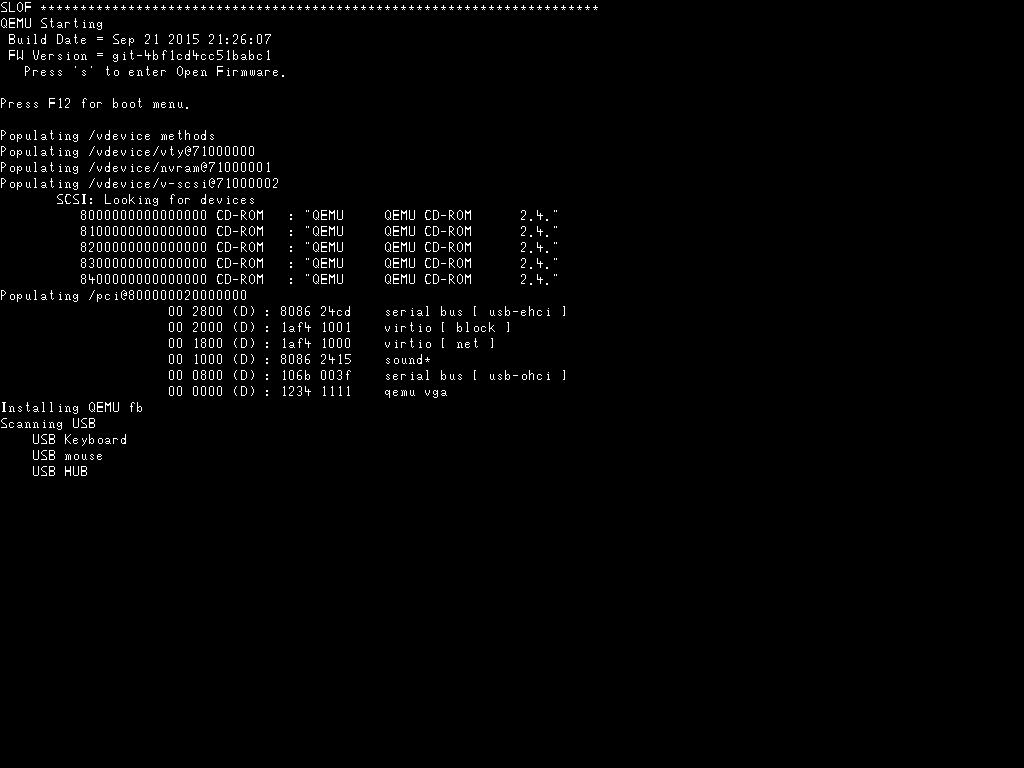 SLOF **********************************************************************
QEMU Starting
Build Date = Sep 21 2015 21:26:07
FW Version = git-4bf1cd4cc51babc1
Press 's' to enter Open Firmware.
Press F12 for boot menu.
Populating /vdevice methods
Populating /vdevice/vty@71000000
Populating /vdevice/nvram@71000001
Populating /vdevice/v-scsi@71000002
SCSI: Looking for devices
8000000000000000 CD-ROM : "QEMU QEMU CD-ROM 2.4."
8100000000000000 CD-ROM : "QEMU QEMU CD-ROM 2.4."
8200000000000000 CD-ROM : "QEMU QEMU CD-ROM 2.4."
8300000000000000 CD-ROM : "QEMU QEMU CD-ROM 2.4."
8400000000000000 CD-ROM : "QEMU QEMU CD-ROM 2.4."
Populating /pci@800000020000000
00 2800 (D) : 8086 24cd serial bus [ usb-ehci ]
00 2000 (D) : 1af4 1001 virtio [ block ]
00 1800 (D) : 1af4 1000 virtio [ net ]
00 1000 (D) : 8086 2415 sound*
00 0800 (D) : 106b 003f serial bus [ usb-ohci ]
00 0000 (D) : 1234 1111 qemu vga
Installing QEMU fb
Scanning USB
USB Keyboard
USB mouse
USB HUB